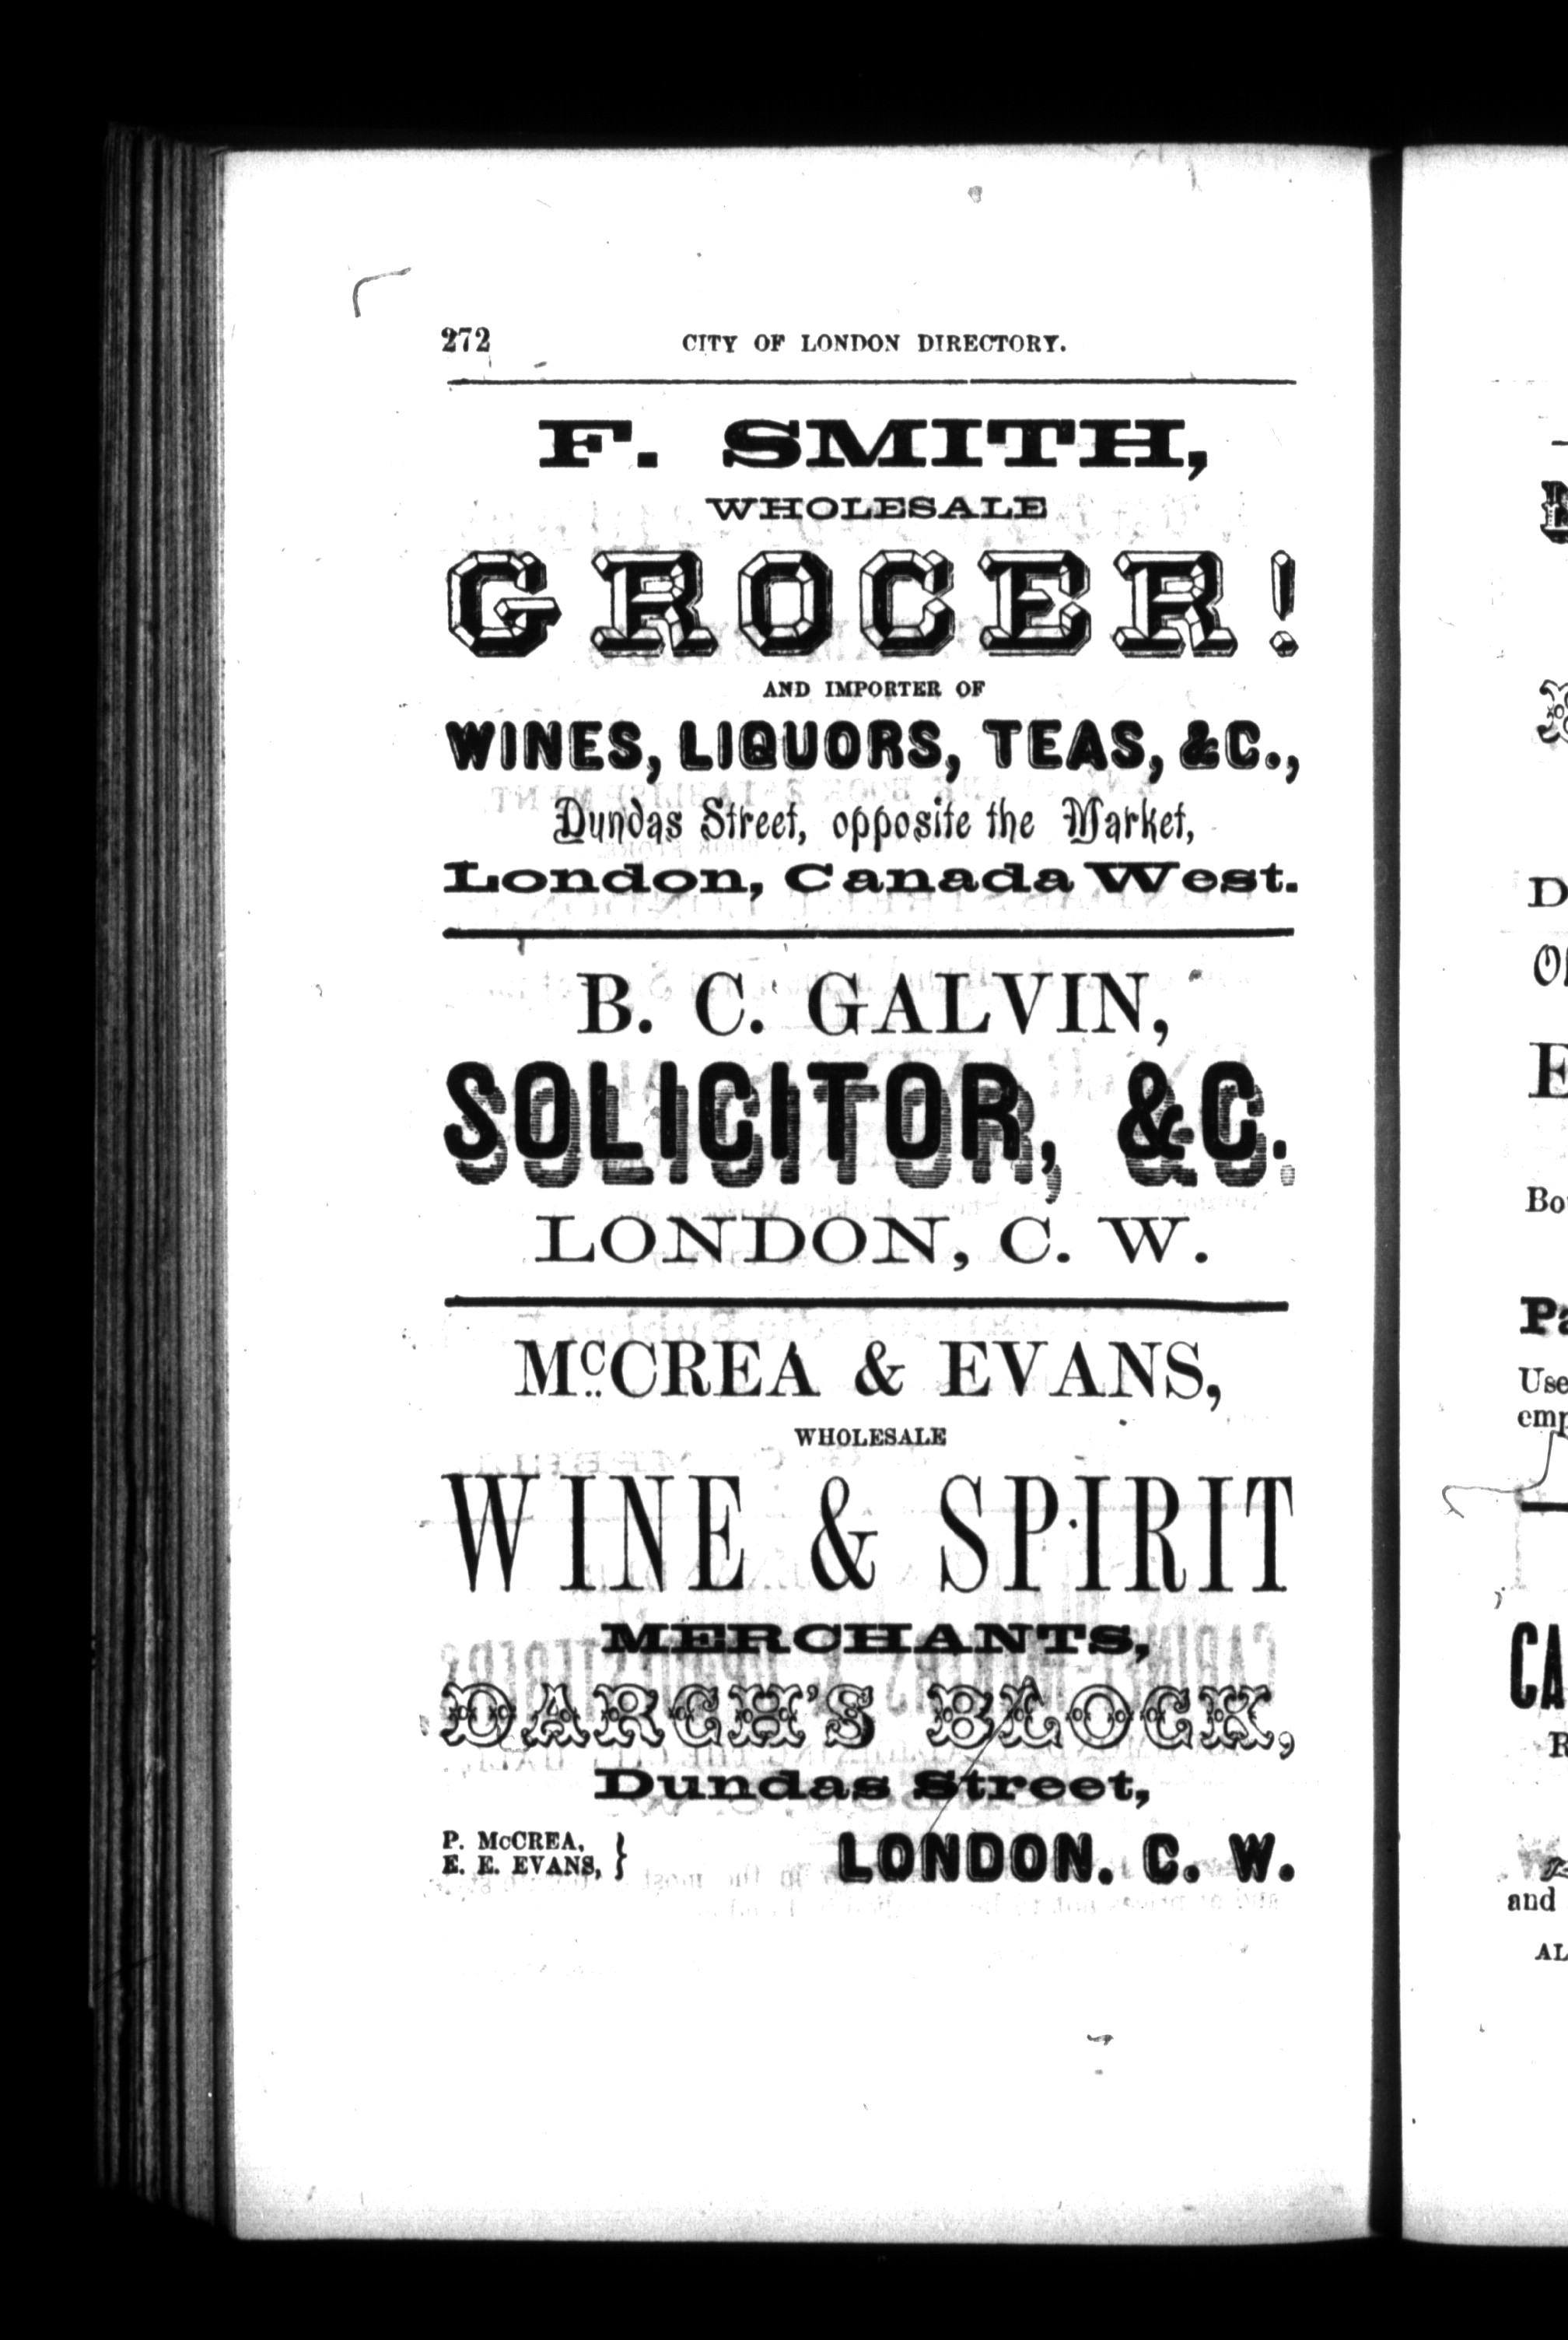 272 CITY OF LONDON DIRECTORY.
F. SMITH,
WHOLESALE
GROCER!
AND IMPORTER OF
WINES, LIQUORS, TEAS, &C.,
Dundas Street, opposite the Market,
London, Canada West.
B. C. GALVIN,
SOLICITOR, &C.
LONDON, C. W.
McCREA & EVANS,
WHOLESALE
WINE & SPIRIT
MERCHANTS,
DARCH'S BLOCK,
Dundas Street,
P. McCREA,
E. E. EVANS, }
LONDON. C. W.
and